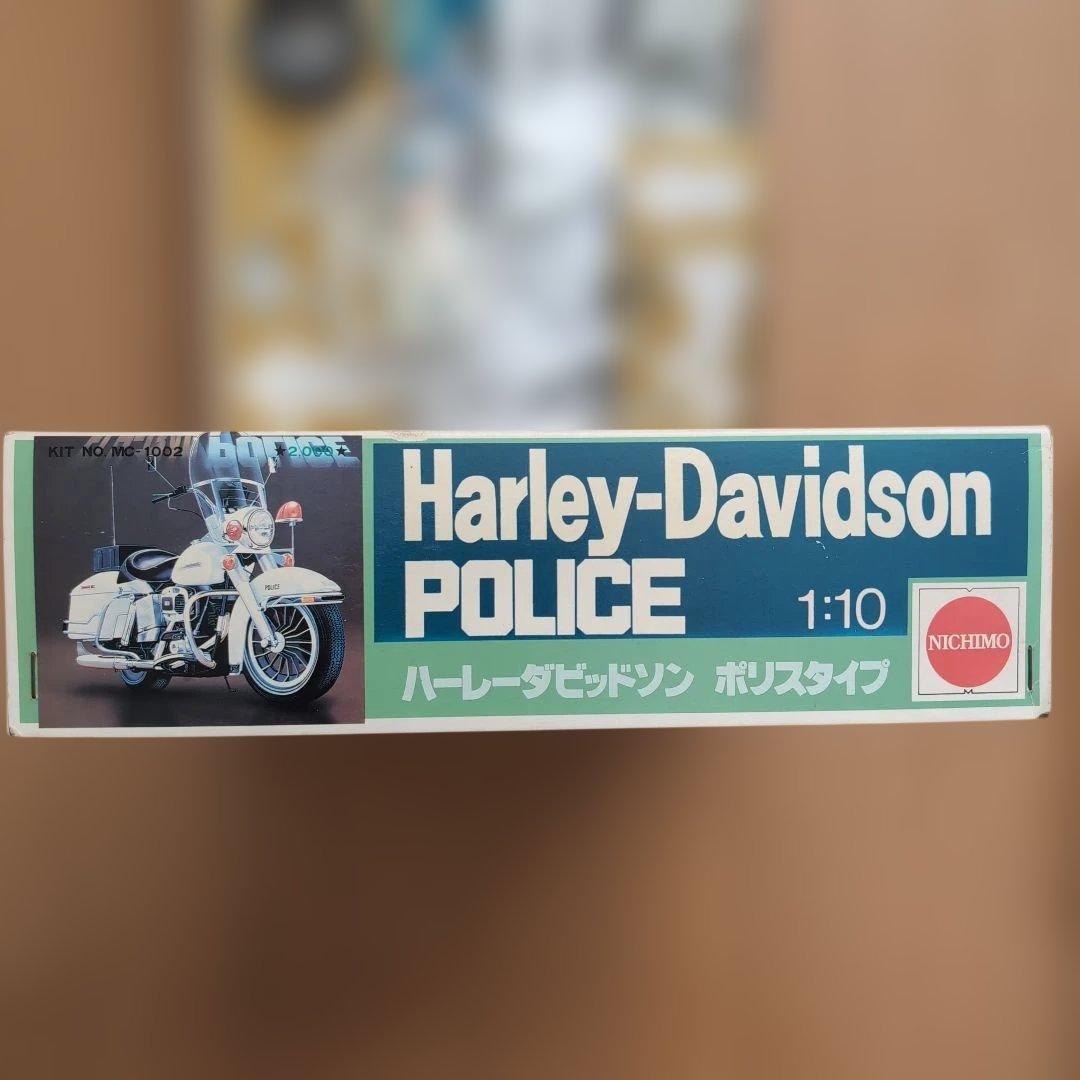 KIT NO. MC-1002 ★2,000★
POLICE
Harley-Davidson
POLICE 1:10
ハーレーダビッドソン ポリスタイプ
NICHIMO
POLICE